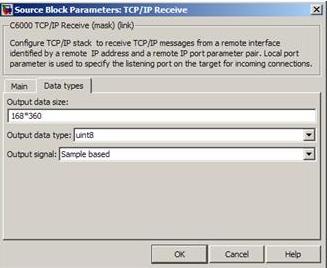 Source Block Parameters: TCP/IP Receive
C6000 TCP/IP Receive (mask) (link)
Configure TCP/IP stack to receive TCP/IP messages from a remote interface
identified by a remote IP address and a remote IP port parameter pair. Local port
parameter is used to specify the listening port on the target for incoming connections.
Main Data types
Output data size:
168*360
Output data type: uint8
Output signal: Sample based
OK Cancel Help